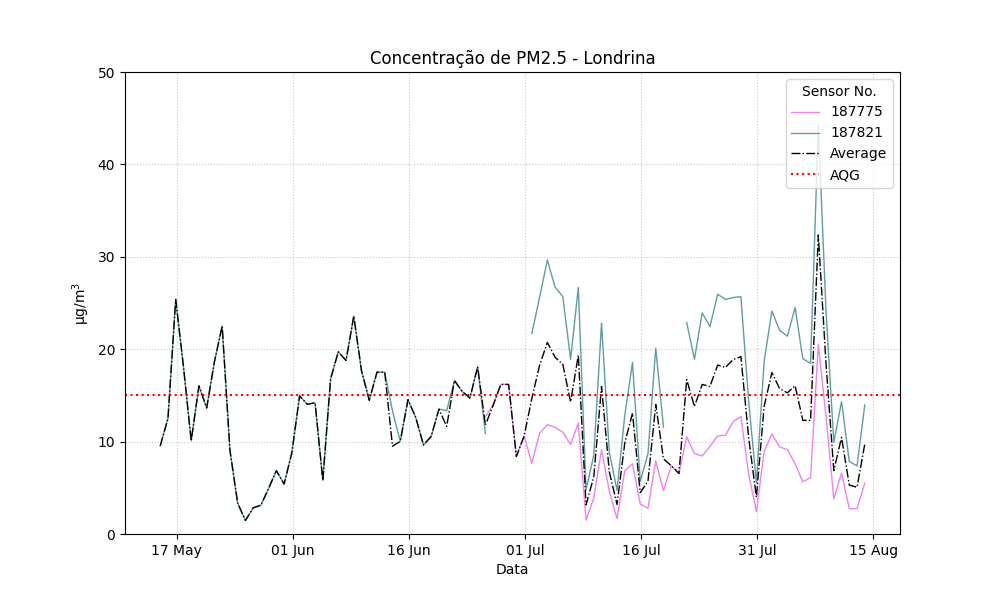 Concentração de PM2.5 - Londrina
50
40
30
20
10
0
µg/m³
Sensor No.
187775
187821
Average
AQG
17 May
01 Jun
16 Jun
01 Jul
16 Jul
31 Jul
15 Aug
Data